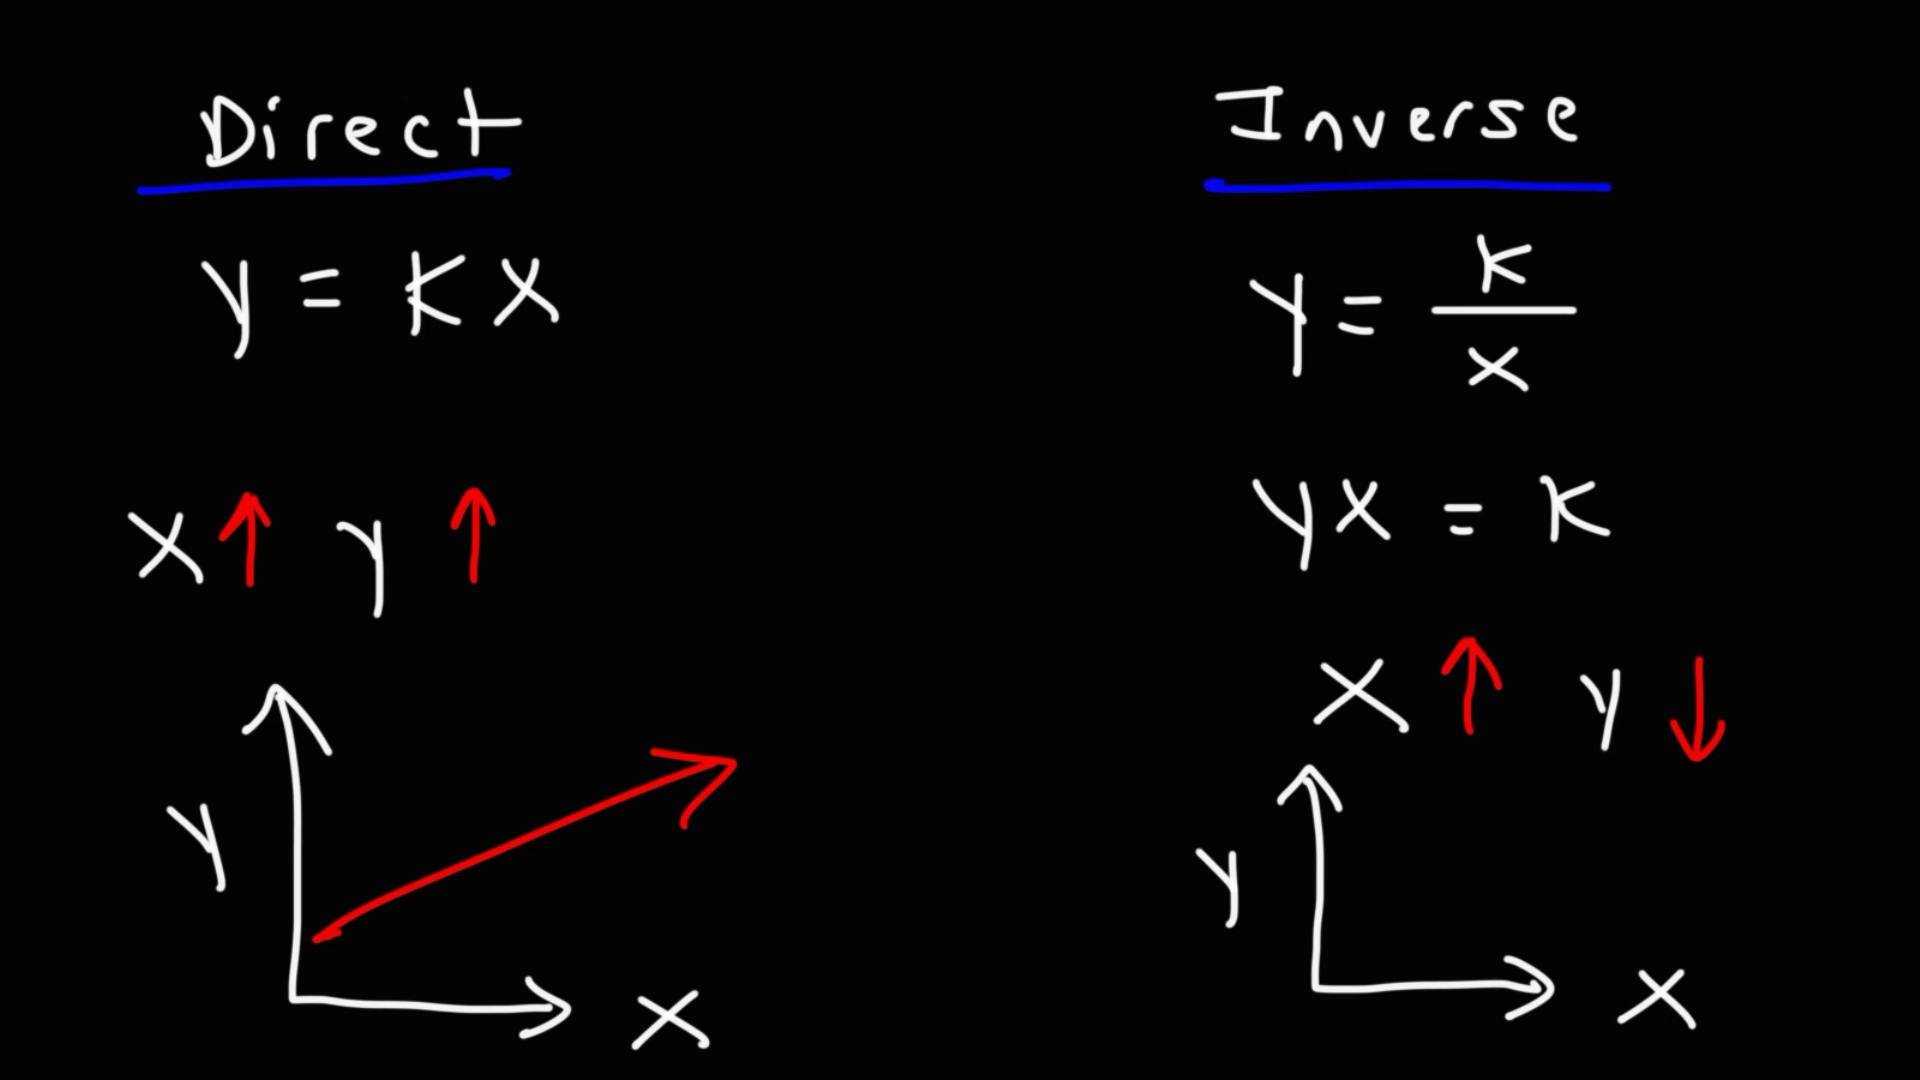 Direct
y = kx
x↑ y↑
y
x
Inverse
y = k/x
yx = k
x↑ y↓
y
x